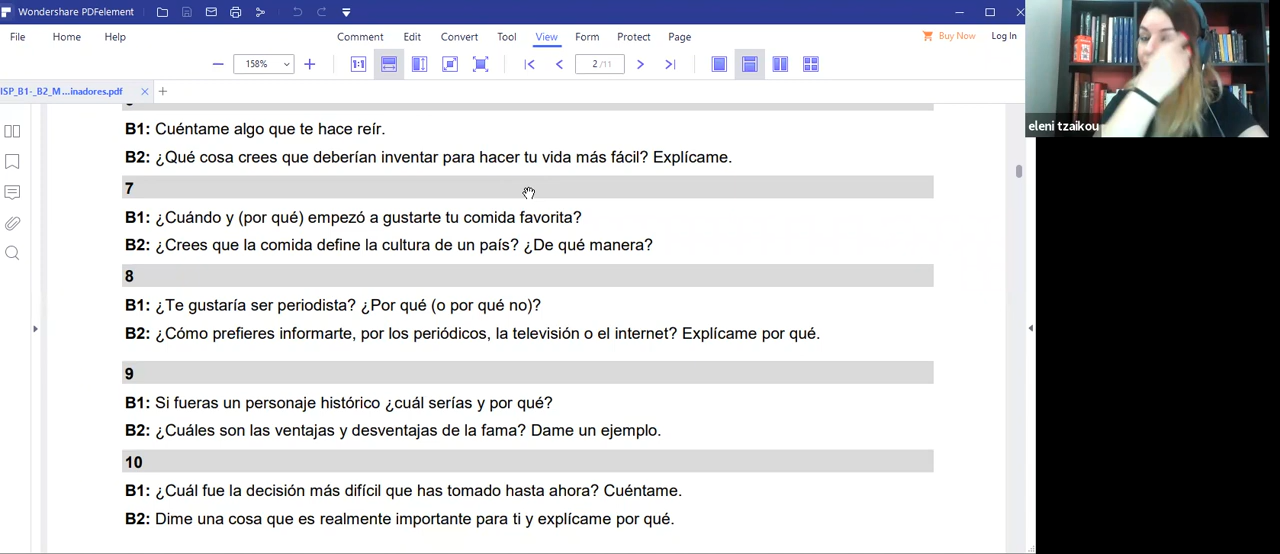 Wondershare PDFelement
File Home Help Comment Edit Convert Tool View Form Protect Page Buy Now Log In
158% 1:1 2 /11
ISP_B1-_B2_M...inadores.pdf
eleni tzaikou
B1: Cuéntame algo que te hace reír.
B2: ¿Qué cosa crees que deberían inventar para hacer tu vida más fácil? Explícame.
7
B1: ¿Cuándo y (por qué) empezó a gustarte tu comida favorita?
B2: ¿Crees que la comida define la cultura de un país? ¿De qué manera?
8
B1: ¿Te gustaría ser periodista? ¿Por qué (o por qué no)?
B2: ¿Cómo prefieres informarte, por los periódicos, la televisión o el internet? Explícame por qué.
9
B1: Si fueras un personaje histórico ¿cuál serías y por qué?
B2: ¿Cuáles son las ventajas y desventajas de la fama? Dame un ejemplo.
10
B1: ¿Cuál fue la decisión más difícil que has tomado hasta ahora? Cuéntame.
B2: Dime una cosa que es realmente importante para ti y explícame por qué.